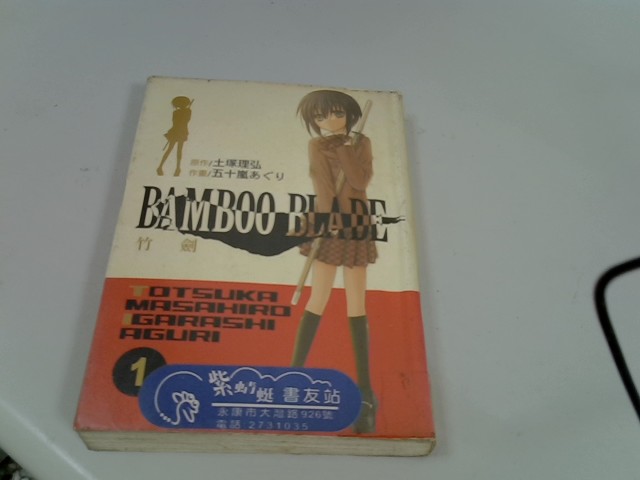 原作/土塚理弘
作畫/五十嵐あぐり
BAMBOO BLADE
竹劍
TOTSUKA
MASAHIRO
IGARASHI
AGURI
1
紫蜻蜓書友站
永康市大灣路926號
電話 2731035